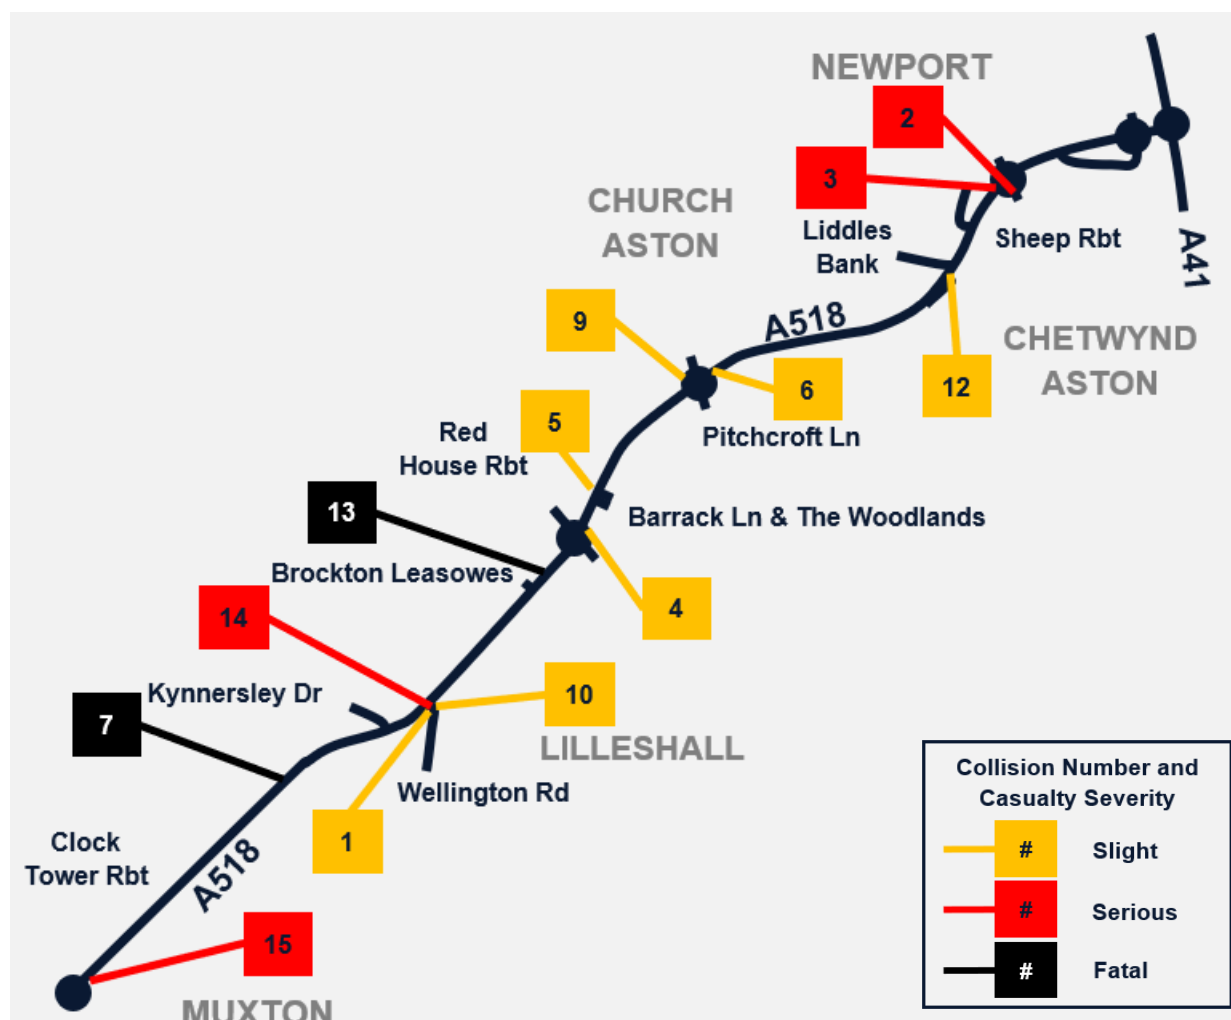 NEWPORT
2
3
CHURCH
ASTON
Liddles
Bank
Sheep Rbt
A41
9
A518
CHETWYND
ASTON
12
6
5
Pitchcroft Ln
Red
House Rbt
13
Barrack Ln & The Woodlands
Brockton Leasowes
14
4
Kynnersley Dr
10
7
LILLESHALL
Wellington Rd
1
Clock
Tower Rbt
A518
15
MUXTON
Collision Number and
Casualty Severity
# Slight
# Serious
# Fatal